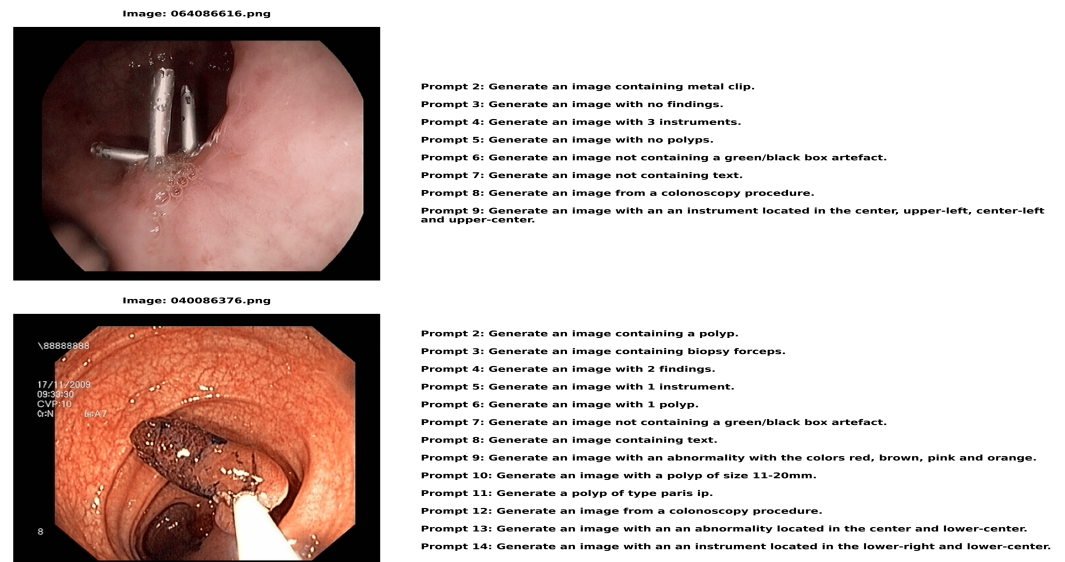 Image: 064086616.png
Prompt 2: Generate an image containing metal clip.
Prompt 3: Generate an image with no findings.
Prompt 4: Generate an image with 3 instruments.
Prompt 5: Generate an image with no polyps.
Prompt 6: Generate an image not containing a green/black box artefact.
Prompt 7: Generate an image not containing text.
Prompt 8: Generate an image from a colonoscopy procedure.
Prompt 9: Generate an image with an an instrument located in the center, upper-left, center-left
and upper-center.
Image: 040086376.png
\88888888
17/11/2009
09:33:30
CVP:10
8
Prompt 2: Generate an image containing a polyp.
Prompt 3: Generate an image containing biopsy forceps.
Prompt 4: Generate an image with 2 findings.
Prompt 5: Generate an image with 1 instrument.
Prompt 6: Generate an image with 1 polyp.
Prompt 7: Generate an image not containing a green/black box artefact.
Prompt 8: Generate an image containing text.
Prompt 9: Generate an image with an abnormality with the colors red, brown, pink and orange.
Prompt 10: Generate an image with a polyp of size 11-20mm.
Prompt 11: Generate a polyp of type paris ip.
Prompt 12: Generate an image from a colonoscopy procedure.
Prompt 13: Generate an image with an an abnormality located in the center and lower-center.
Prompt 14: Generate an image with an an instrument located in the lower-right and lower-center.